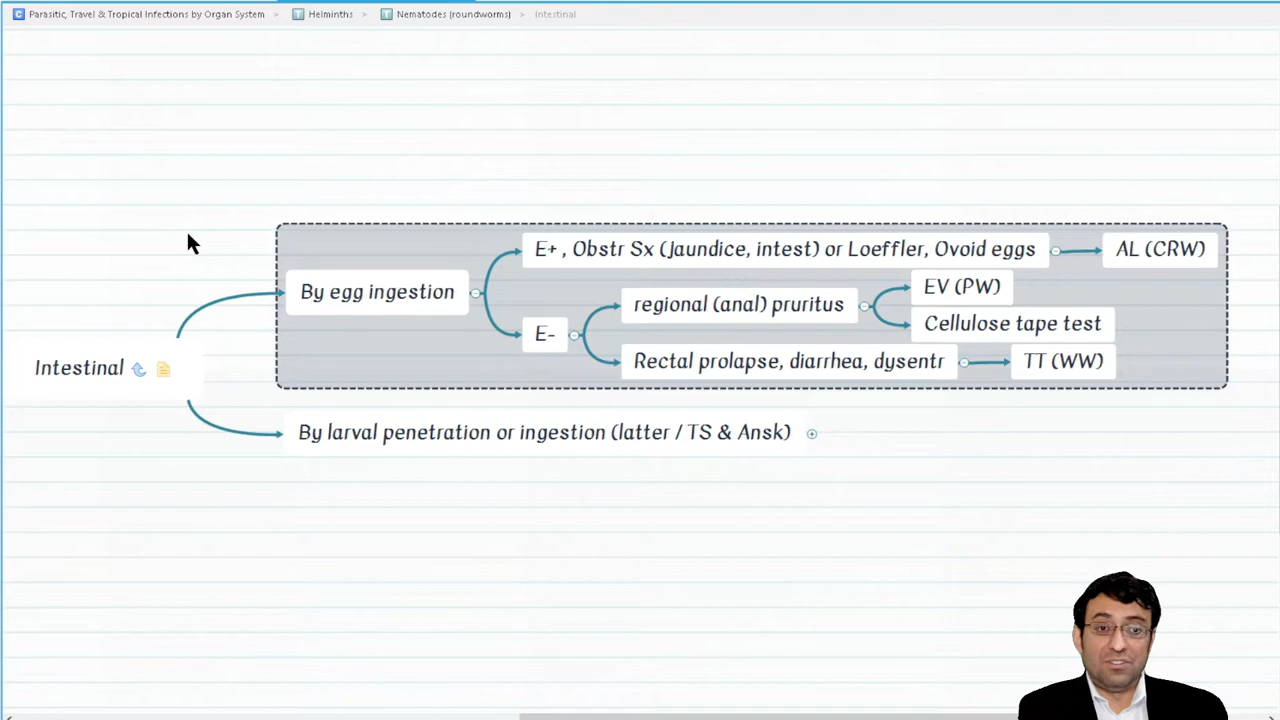 Parasitic, Travel & Tropical Infections by Organ System > Helminths > Nematodes (roundworms) > Intestinal
E+ , Obstr Sx (Jaundice, intest) or Loeffler, Ovoid eggs
AL (CRW)
By egg ingestion
EV (PW)
regional (anal) pruritus
Cellulose tape test
E-
Rectal prolapse, diarrhea, dysentr
TT (WW)
Intestinal
By larval penetration or ingestion (latter / TS & Ansk)